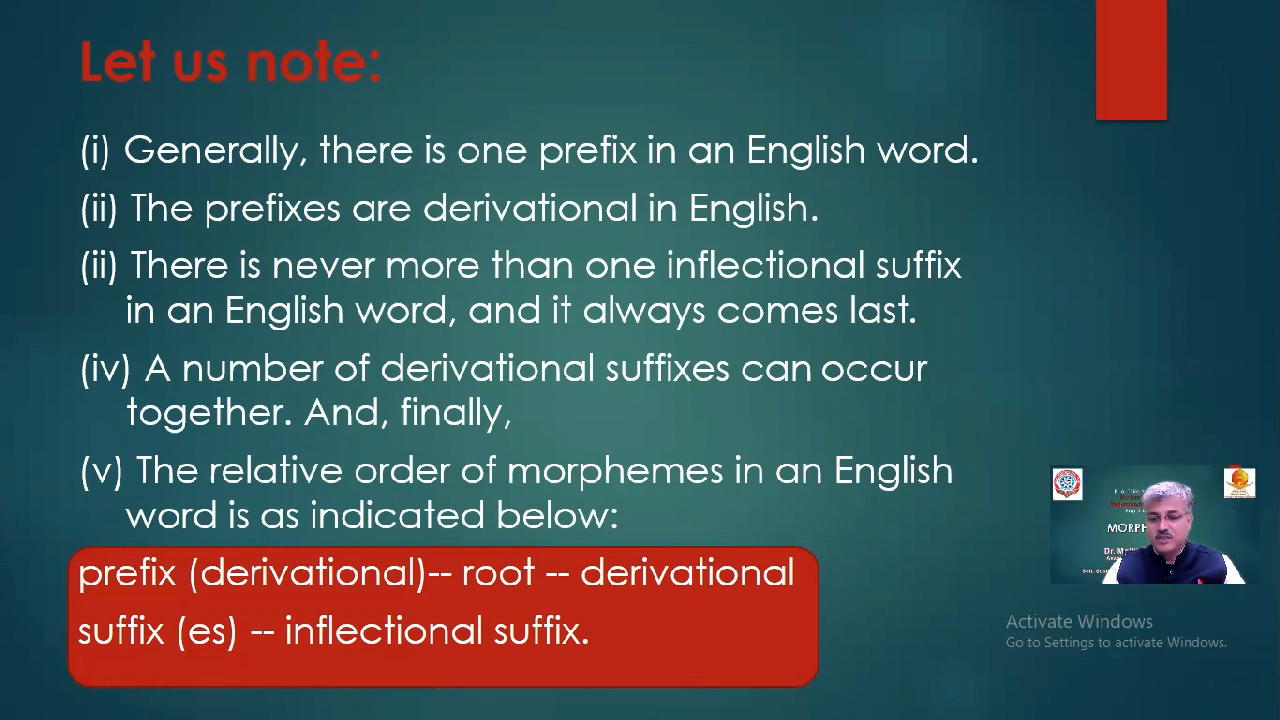 Let us note:
(i) Generally, there is one prefix in an English word.
(ii) The prefixes are derivational in English.
(ii) There is never more than one inflectional suffix
in an English word, and it always comes last.
(iv) A number of derivational suffixes can occur
together. And, finally,
(v) The relative order of morphemes in an English
word is as indicated below:
prefix (derivational)-- root -- derivational
suffix (es) -- inflectional suffix.
MORPH
Dr. M
Activate Windows
Go to Settings to activate Windows.